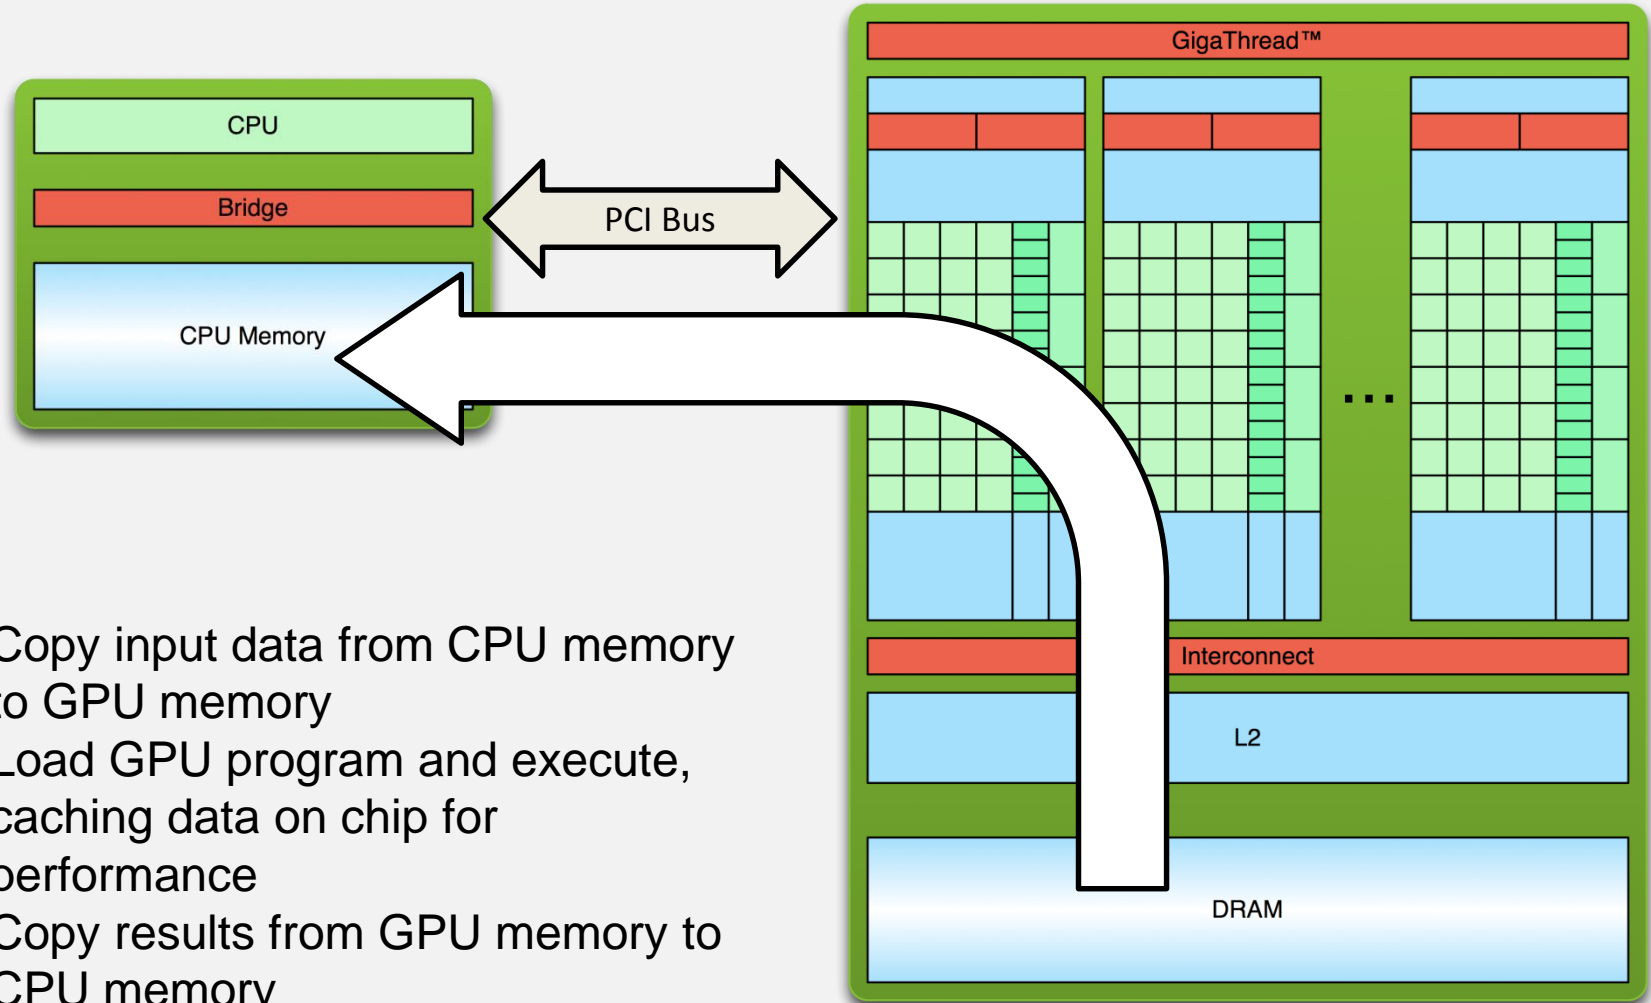 GigaThread™
CPU
Bridge
PCI Bus
CPU Memory
...
Interconnect
L2
DRAM
Copy input data from CPU memory
to GPU memory
Load GPU program and execute,
caching data on chip for
performance
Copy results from GPU memory to
CPU memory